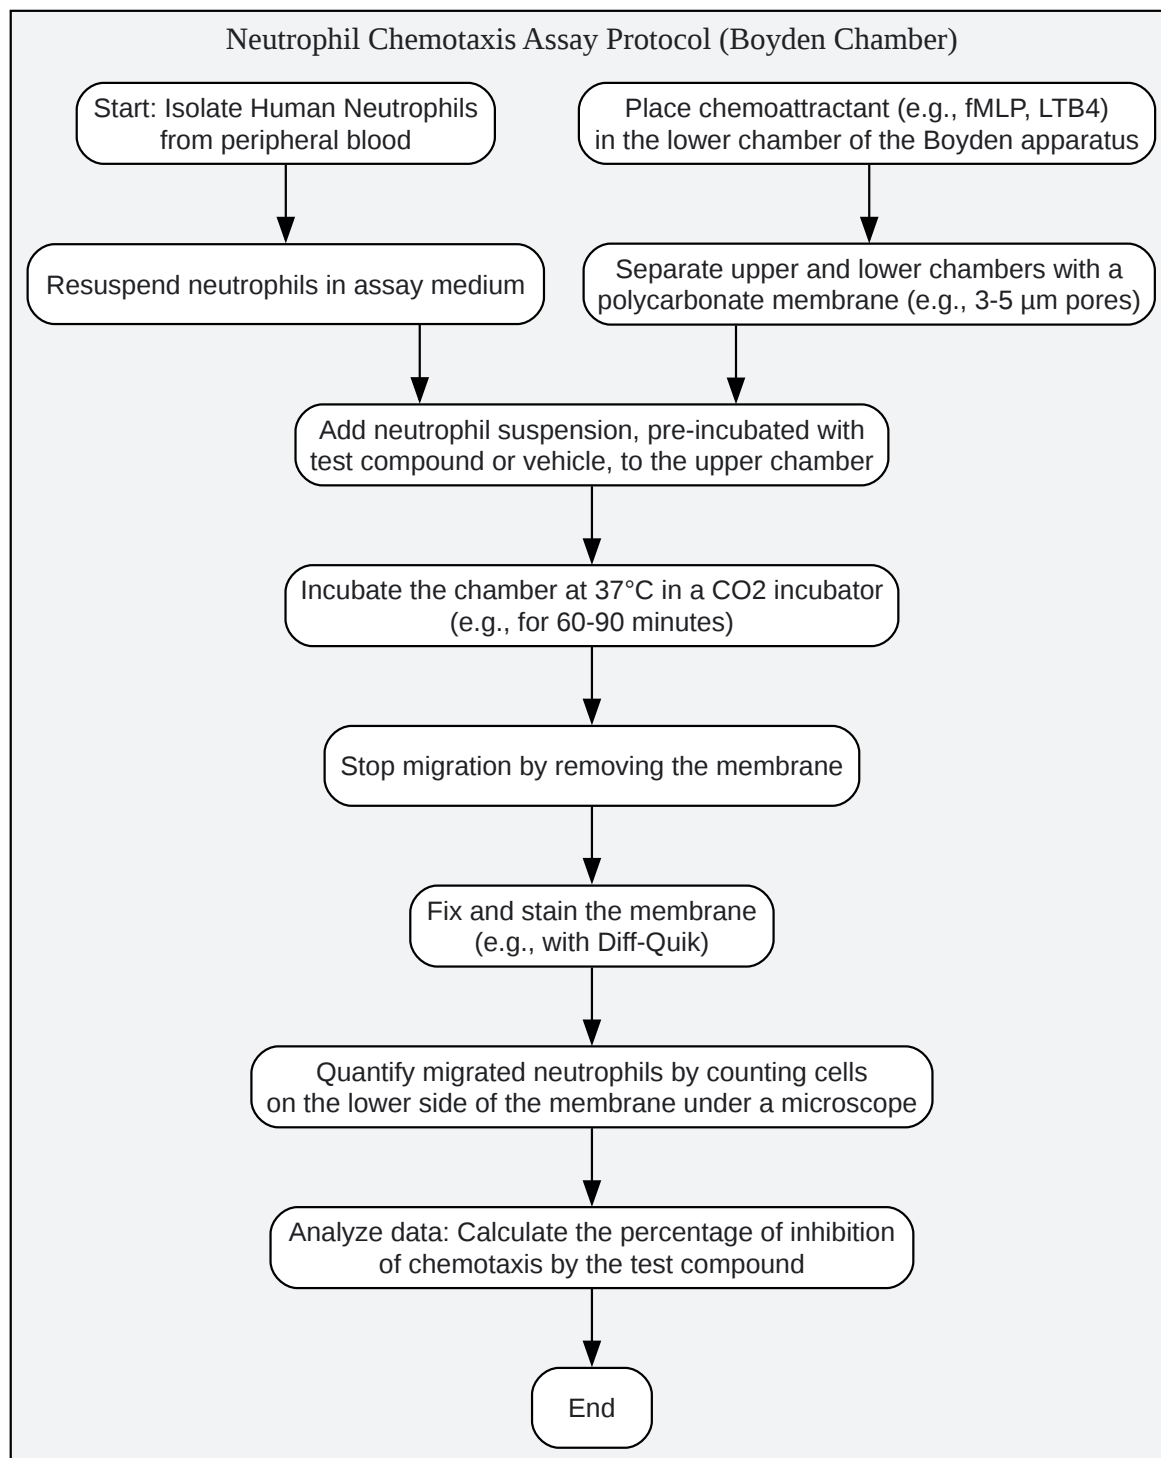 Neutrophil Chemotaxis Assay Protocol (Boyden Chamber)
Start: Isolate Human Neutrophils
from peripheral blood
Place chemoattractant (e.g., fMLP, LTB4)
in the lower chamber of the Boyden apparatus
Resuspend neutrophils in assay medium
Separate upper and lower chambers with a
polycarbonate membrane (e.g., 3-5 µm pores)
Add neutrophil suspension, pre-incubated with
test compound or vehicle, to the upper chamber
Incubate the chamber at 37°C in a CO2 incubator
(e.g., for 60-90 minutes)
Stop migration by removing the membrane
Fix and stain the membrane
(e.g., with Diff-Quik)
Quantify migrated neutrophils by counting cells
on the lower side of the membrane under a microscope
Analyze data: Calculate the percentage of inhibition
of chemotaxis by the test compound
End